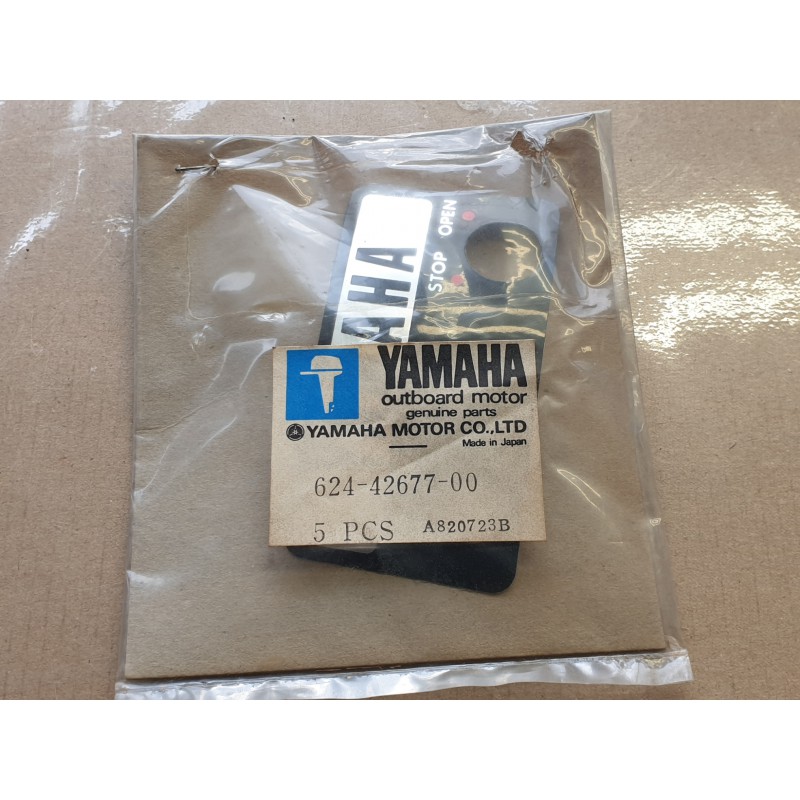 OPEN
STOP
AHA
YAMAHA
outboard motor
genuine parts
YAMAHA MOTOR CO.,LTD
Made in Japan
624-42677-00
5 PCS A820723B